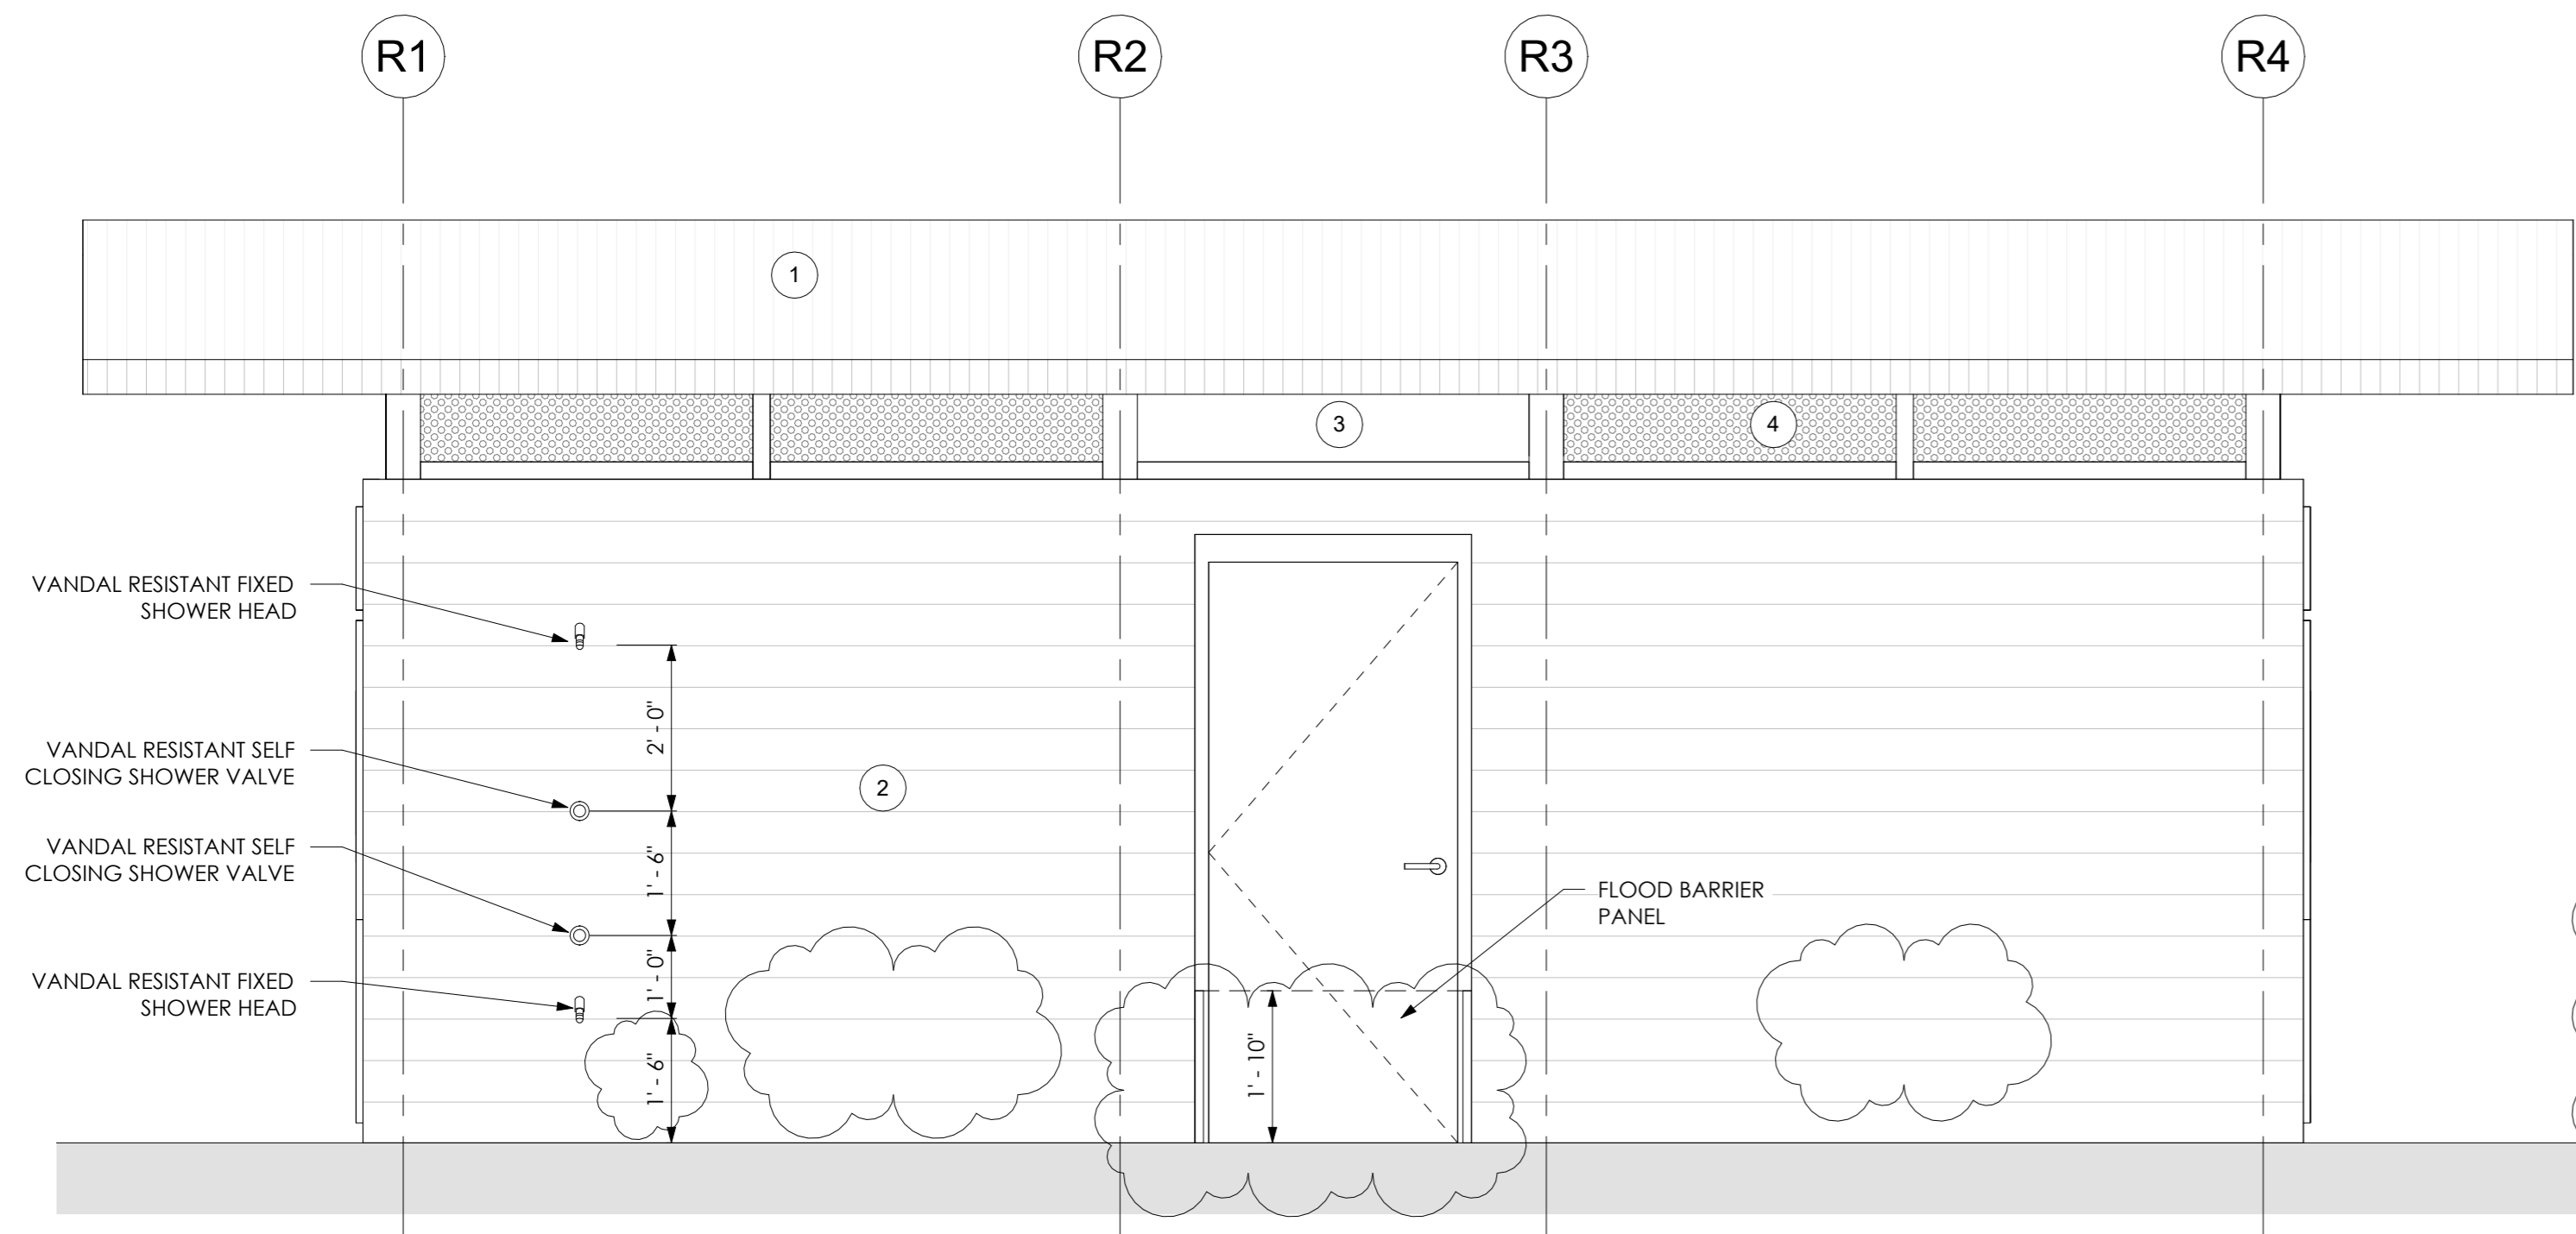 R1
R2
R3
R4
1
3
4
VANDAL RESISTANT FIXED
SHOWER HEAD
2' - 0"
VANDAL RESISTANT SELF
CLOSING SHOWER VALVE
2
VANDAL RESISTANT SELF
CLOSING SHOWER VALVE
1' - 6"
FLOOD BARRIER
PANEL
VANDAL RESISTANT FIXED
SHOWER HEAD
1' - 0"
1' - 6"
1' - 10"